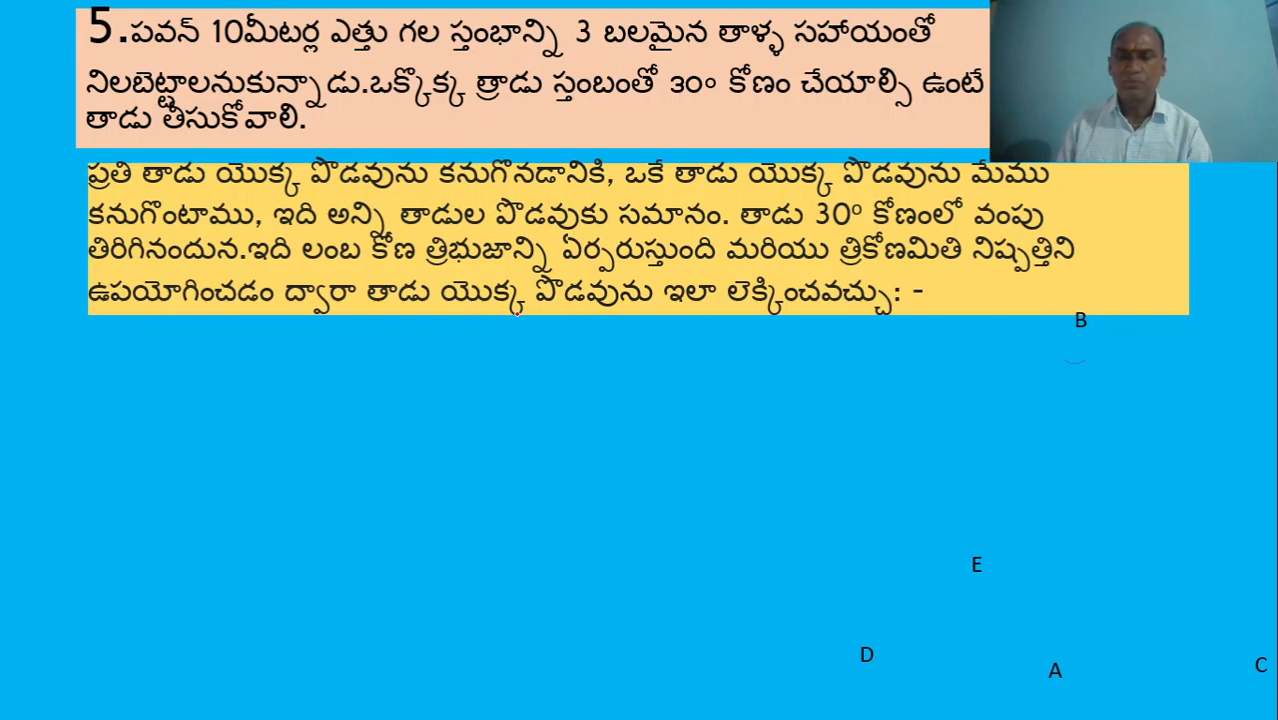 5.పవన్ 10మీటర్ల ఎత్తు గల స్తంభాన్ని 3 బలమైన తాళ్ళ సహాయంతో
నిలబెట్టాలనుకున్నాడు.ఒక్కొక్క త్రాడు స్తంబంతో ౩౦° కోణం చేయాల్సి ఉంటే
తాడు తీసుకోవాలి.
ప్రతి తాడు యొక్క పొడవును కనుగొనడానికి, ఒకే తాడు యొక్క పొడవును మేము
కనుగొంటాము, ఇది అన్ని తాడుల పొడవుకు సమానం. తాడు 30° కోణంలో వంపు
తిరిగినందున.ఇది లంబ కోణ త్రిభుజాన్ని ఏర్పరుస్తుంది మరియు త్రికోణమితి నిష్పత్తిని
ఉపయోగించడం ద్వారా తాడు యొక్క పొడవును ఇలా లెక్కించవచ్చు: -
B
E
D
A
C